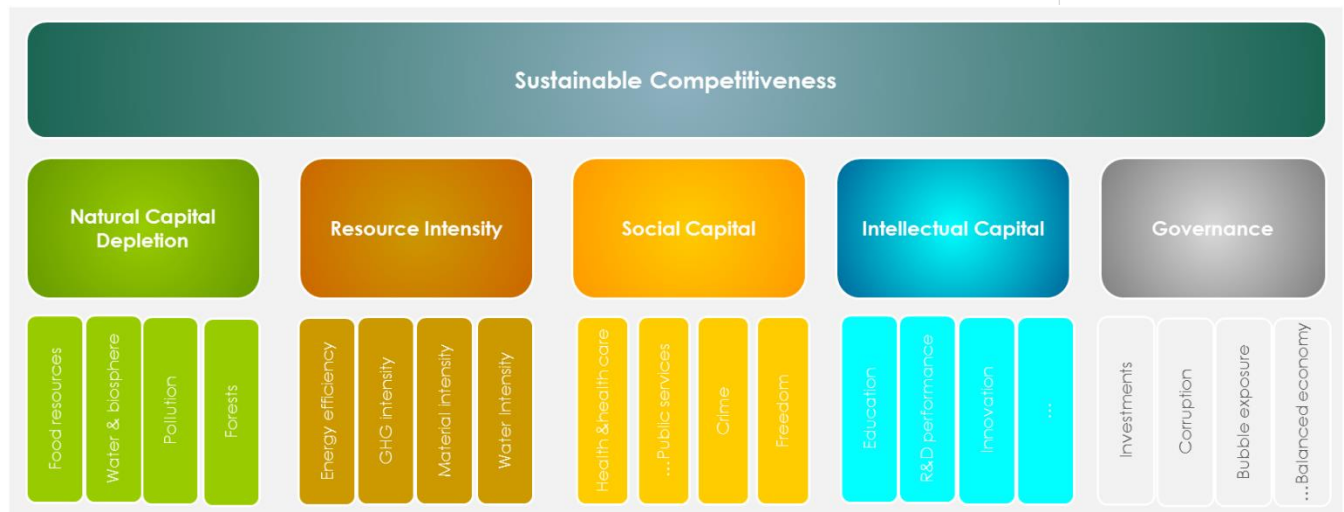 Sustainable Competitiveness
Natural Capital
Depletion
Resource Intensity
Social Capital
Intellectual Capital
Governance
Food resources
Water & biosphere
Pollution
Forests
Energy efficiency
GHG intensity
Material intensity
Water Intensity
Health &health care
…Public services
Crime
Freedom
Education
R&D performance
Innovation
…
Investments
Corruption
Bubble exposure
…Balanced economy